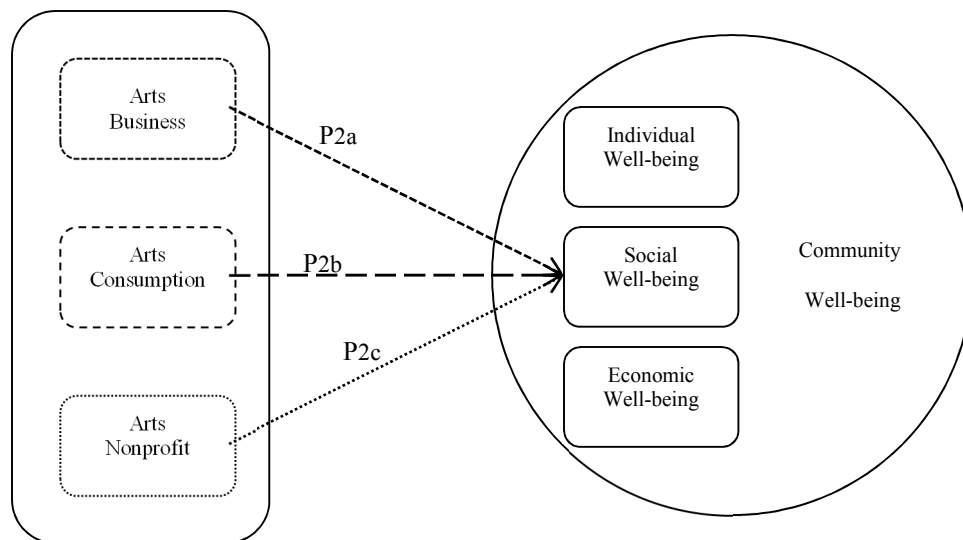 Arts
Business
P2a
Arts
Consumption
P2b
Arts
Nonprofit
P2c
Individual
Well-being
Social
Well-being
Economic
Well-being
Community
Well-being